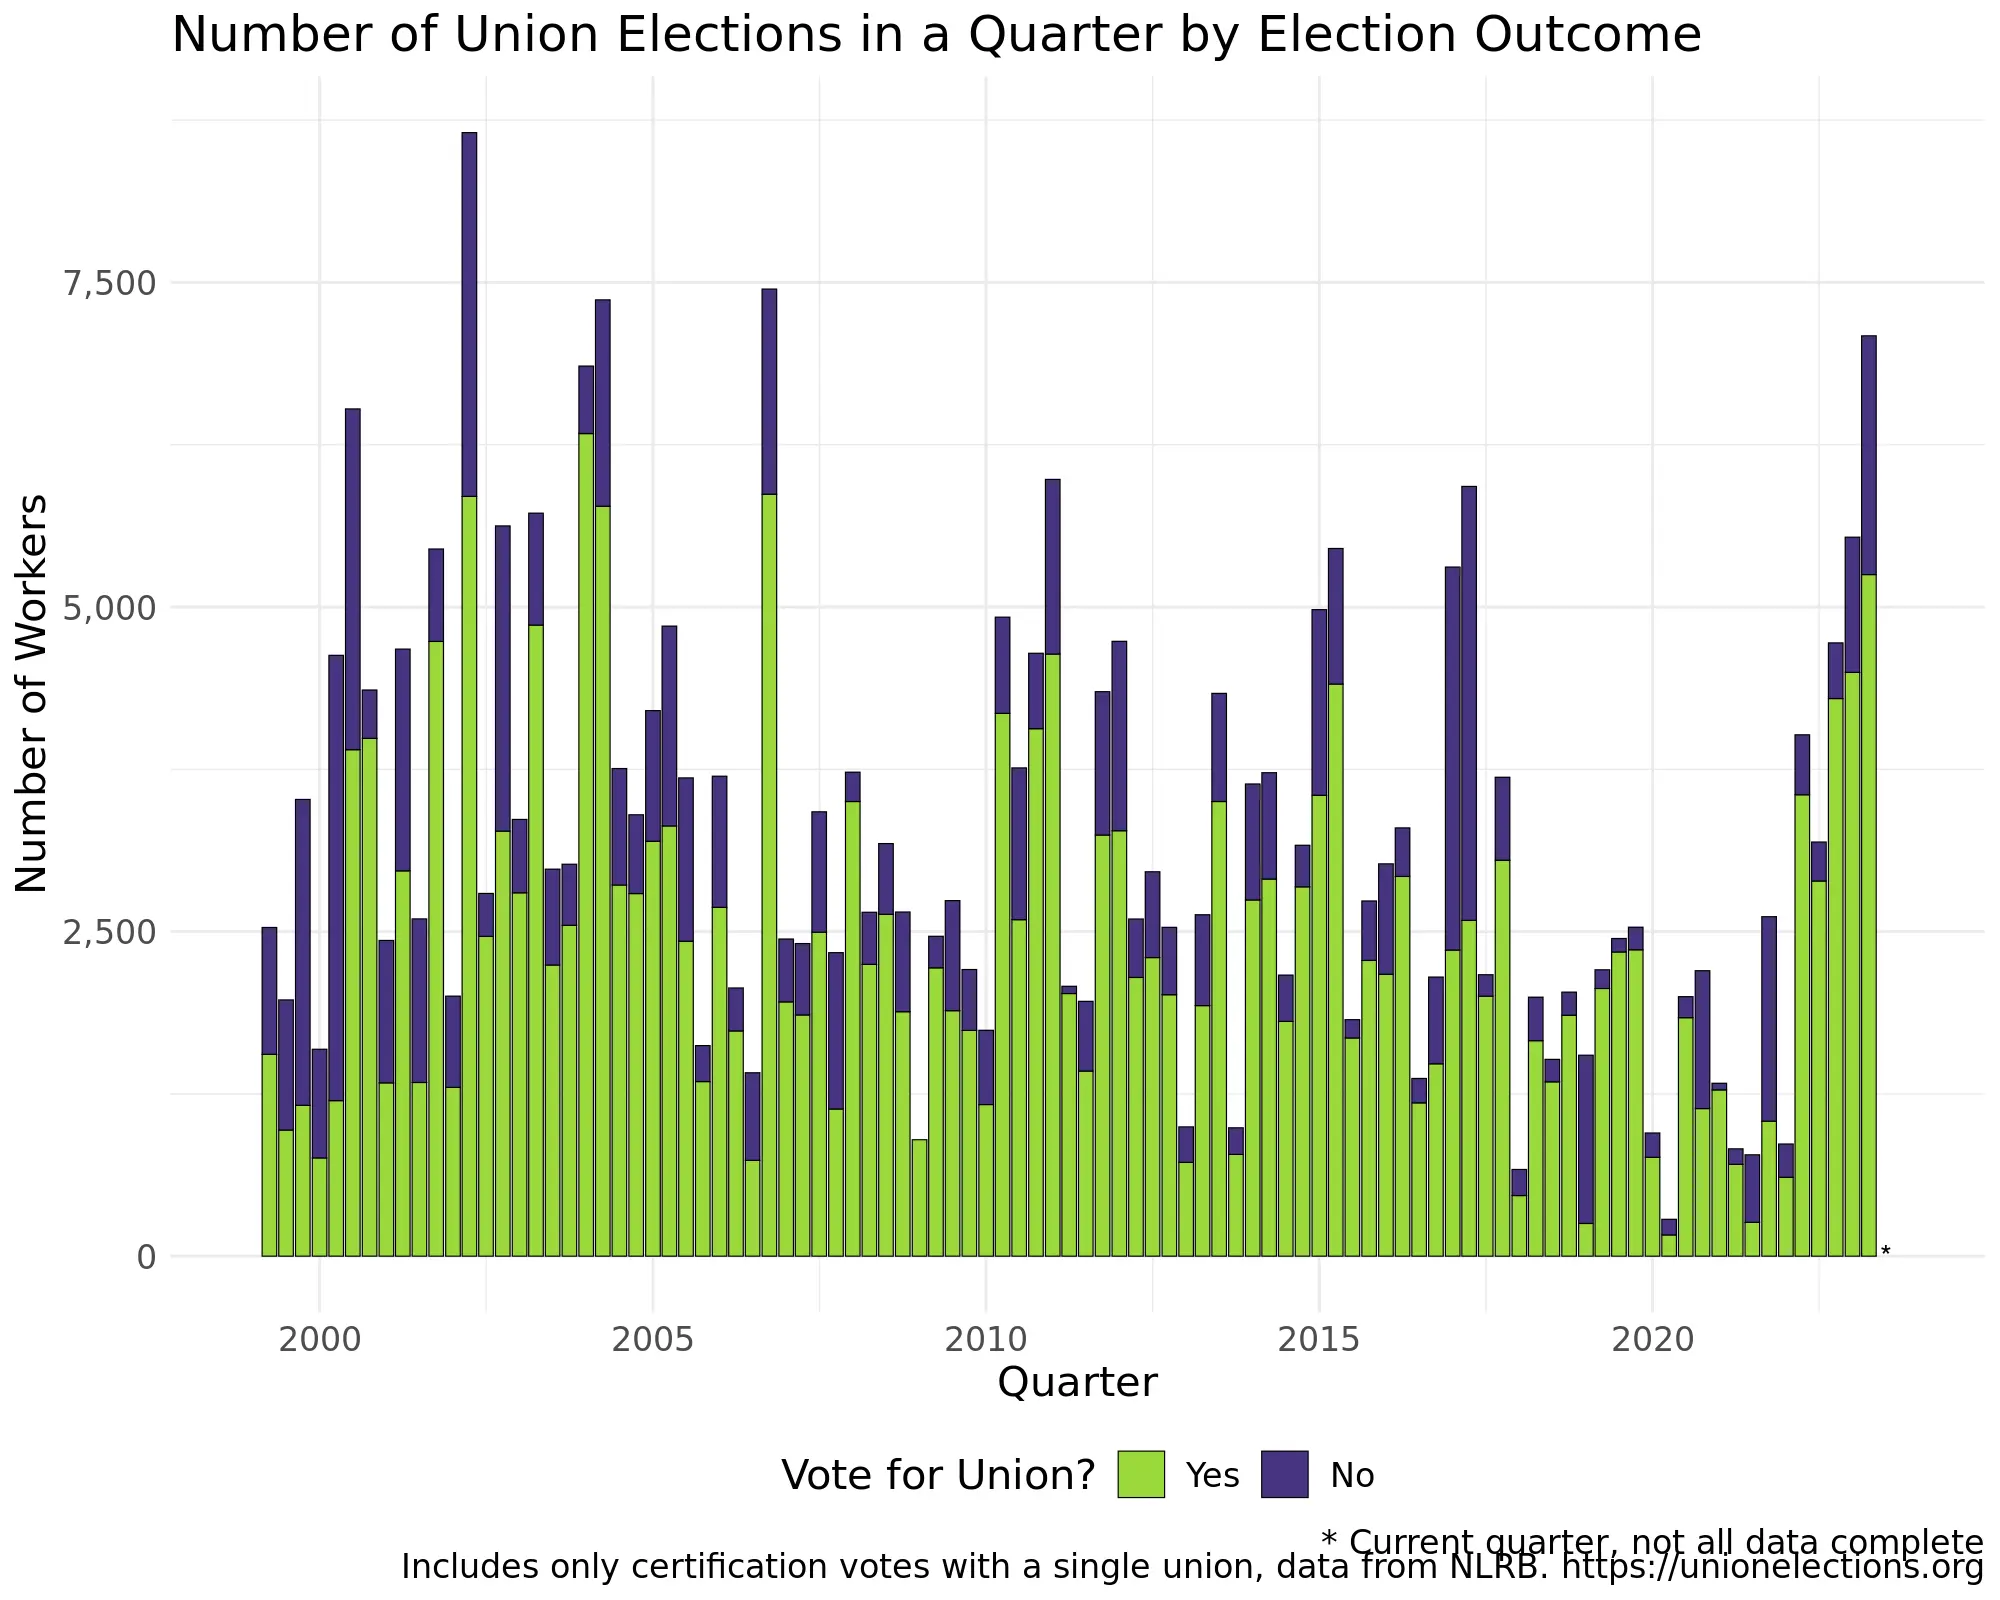 Number of Union Elections in a Quarter by Election Outcome
Number of Workers
7,500
5,000
2,500
0
*
2000 2005 2010 2015 2020
Quarter
Vote for Union? Yes No
* Current quarter, not all data complete
Includes only certification votes with a single union, data from NLRB. https://unionelections.org